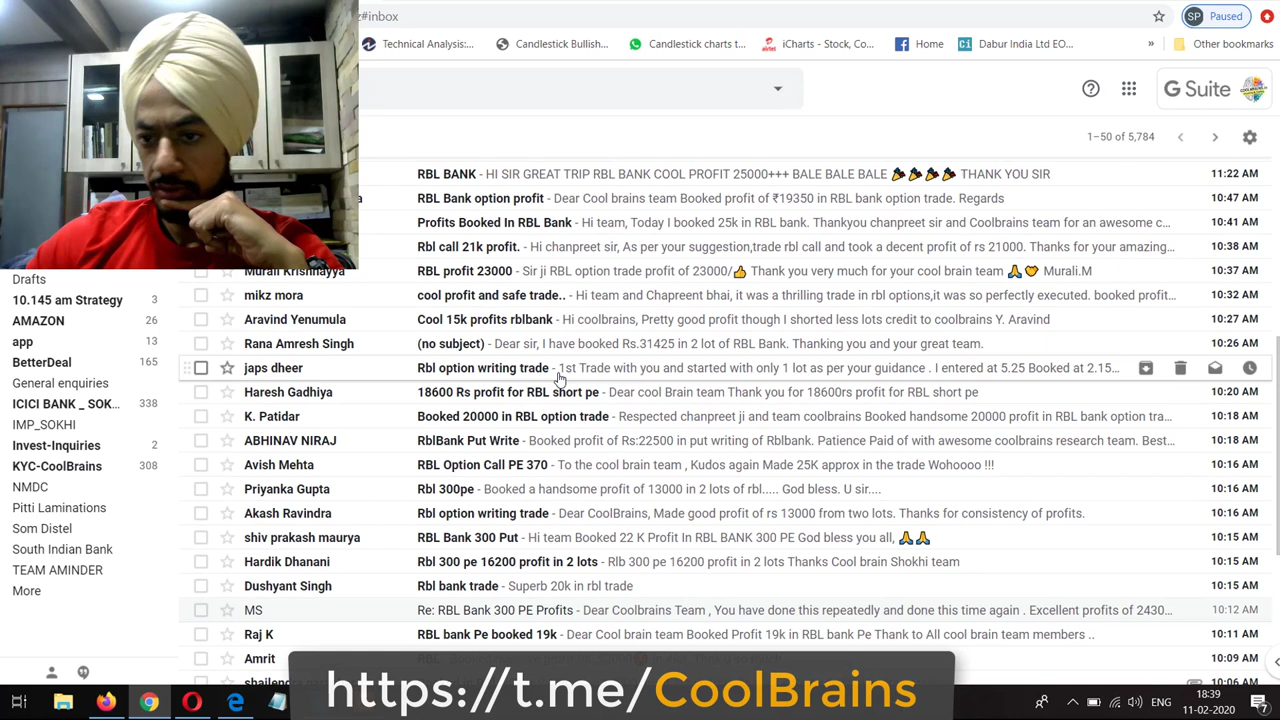 z#inbox
SP Paused
Technical Analysis:... Candlestick Bullish... Candlestick charts t... iCharts - Stock, Co... Home Dabur India Ltd EO... » Other bookmarks
G Suite
1–50 of 5,784
RBL BANK - HI SIR GREAT TRIP RBL BANK COOL PROFIT 25000+++ BALE BALE BALE THANK YOU SIR 11:22 AM
RBL Bank option profit - Dear Cool brains team Booked profit of ₹19350 in RBL bank option trade. Regards 10:47 AM
Profits Booked In RBL Bank - Hi team, Today I booked 25k in RBL bank. Thankyou chanpreet sir and Coolbrains team for an awesome c... 10:41 AM
Rbl call 21k profit. - Hi chanpreet sir, As per your suggestion,trade rbl call and took a decent profit of rs 21000. Thanks for your amazing... 10:38 AM
Murali Krishnayya RBL profit 23000 - Sir ji RBL option trade profit of 23000/👍 Thank you very much for your cool brain team 🙏 Murali.M 10:37 AM
mikz mora cool profit and safe trade.. - Hi team and Chapreent bhai, it was a thrilling trade in rbl options,it was so perfectly executed. booked profit... 10:32 AM
Aravind Yenumula Cool 15k profits rblbank - Hi coolbrains, Pretty good profit though I shorted less lots credit to coolbrains Y. Aravind 10:27 AM
Rana Amresh Singh (no subject) - Dear sir, I have booked Rs.31425 in 2 lot of RBL Bank. Thanking you and your great team. 10:26 AM
japs dheer Rbl option writing trade - 1st Trade with you and started with only 1 lot as per your guidance . I entered at 5.25 Booked at 2.15...
Haresh Gadhiya 18600 Rs profit for RBL short pe - Dear cool Brain Team Thank you for 18600rs profit for RBL short pe 10:20 AM
K. Patidar Booked 20000 in RBL option trade - Respected chanpreet ji and team coolbrains Booked handsome 20000 profit in RBL bank option tra... 10:18 AM
ABHINAV NIRAJ RblBank Put Write - Booked profit of Rs:22500 in put writing of Rblbank. Patience Paid of with awesome coolbrains research team. Best... 10:18 AM
Avish Mehta RBL Option Call PE 370 - To the cool brain team , Kudos again Made 25K approx in the trade Wohoooo !!! 10:16 AM
Priyanka Gupta Rbl 300pe - Booked a handsome profit of 18300 in 2 lots of rbl..... God bless. U sir.... 10:16 AM
Akash Ravindra Rbl option writing trade - Dear CoolBrains, Made good profit of rs 13000 from two lots. Thanks for consistency of profits. 10:16 AM
shiv prakash maurya RBL Bank 300 Put - Hi team Booked 22 K Profit In RBL BANK 300 PE God bless you all, 🙏🙏 10:15 AM
Hardik Dhanani Rbl 300 pe 16200 profit in 2 lots - Rlb 300 pe 16200 profit in 2 lots Thanks Cool brain Shokhi team 10:15 AM
Dushyant Singh Rbl bank trade - Superb 20k in rbl trade 10:15 AM
MS Re: RBL Bank 300 PE Profits - Dear Coolbrains Team , You have done this repeatedly and done this time again . Excellent profits of 2430... 10:12 AM
Raj K RBL bank Pe booked 19k - Dear Cool brain team Booked Profit 19k in RBL bank Pe Thank to All cool brain team members .. 10:11 AM
Amrit 10:09 AM
10:06 AM
Drafts
10.145 am Strategy 3
AMAZON 26
app 13
BetterDeal 165
General enquiries
ICICI BANK _ SOK... 338
IMP_SOKHI
Invest-Inquiries 2
KYC-CoolBrains 308
NMDC
Pitti Laminations
Som Distel
South Indian Bank
TEAM AMINDER
More
https://t.me/CoolBrains
ENG 18:39
11-02-2020